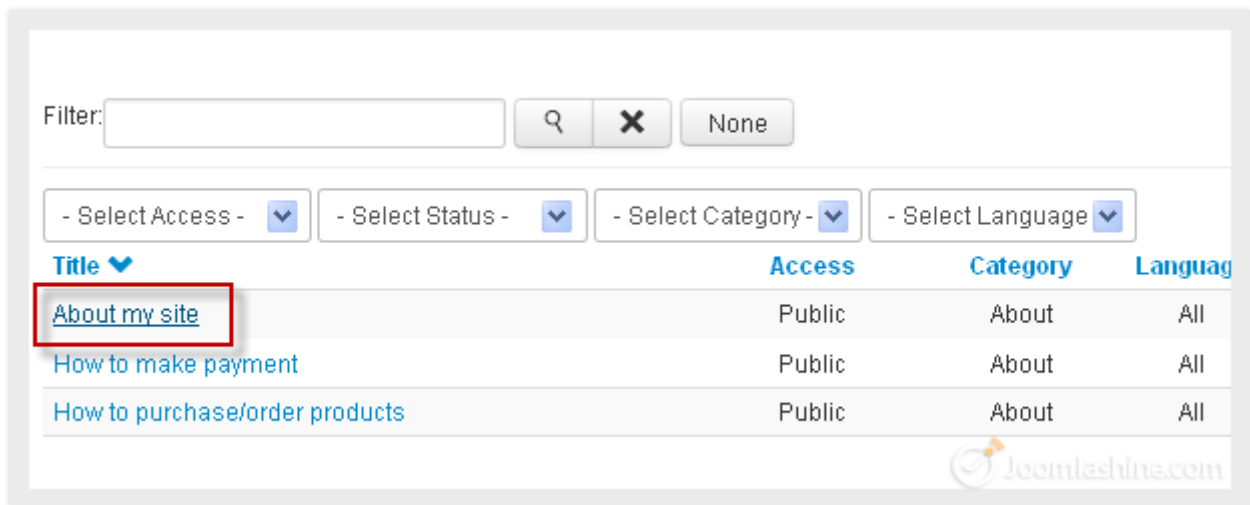 Filter: None
- Select Access - - Select Status - - Select Category - - Select Language
Title Access Category Languag
About my site Public About All
How to make payment Public About All
How to purchase/order products Public About All
Joomlashine.com